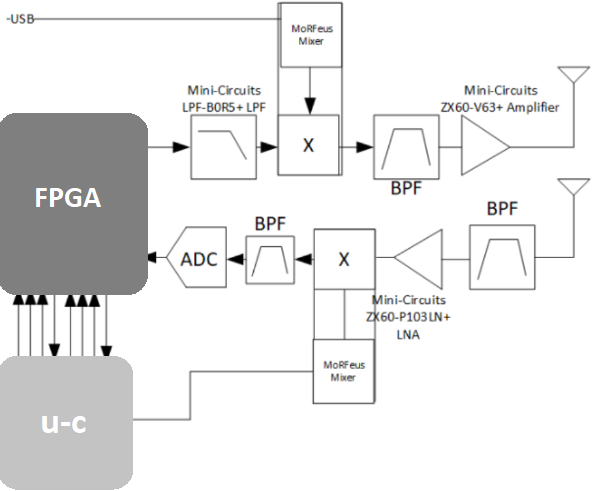 -USB
MoRFeus
Mixer
Mini-Circuits
LPF-B0R5+ LPF
Mini-Circuits
ZX60-V63+ Amplifier
X
BPF
FPGA
BPF
BPF
ADC
X
Mini-Circuits
ZX60-P103LN+
LNA
MoRFeus
Mixer
u-c